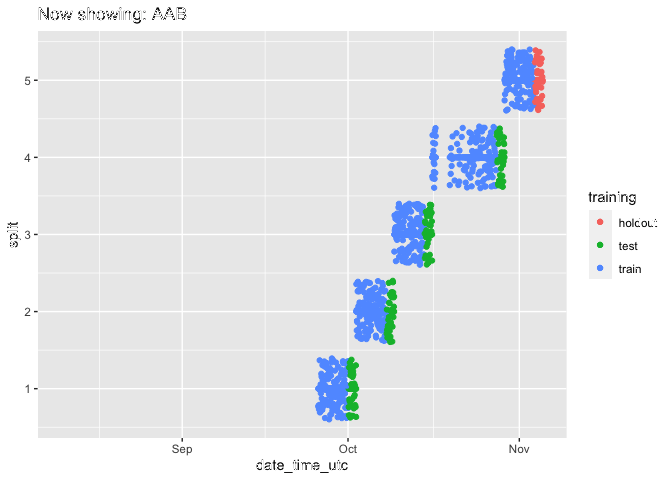 Now showing: AAB
5
4
3
2
1
split
Sep
Oct
Nov
date_time_utc
training
holdout
test
train